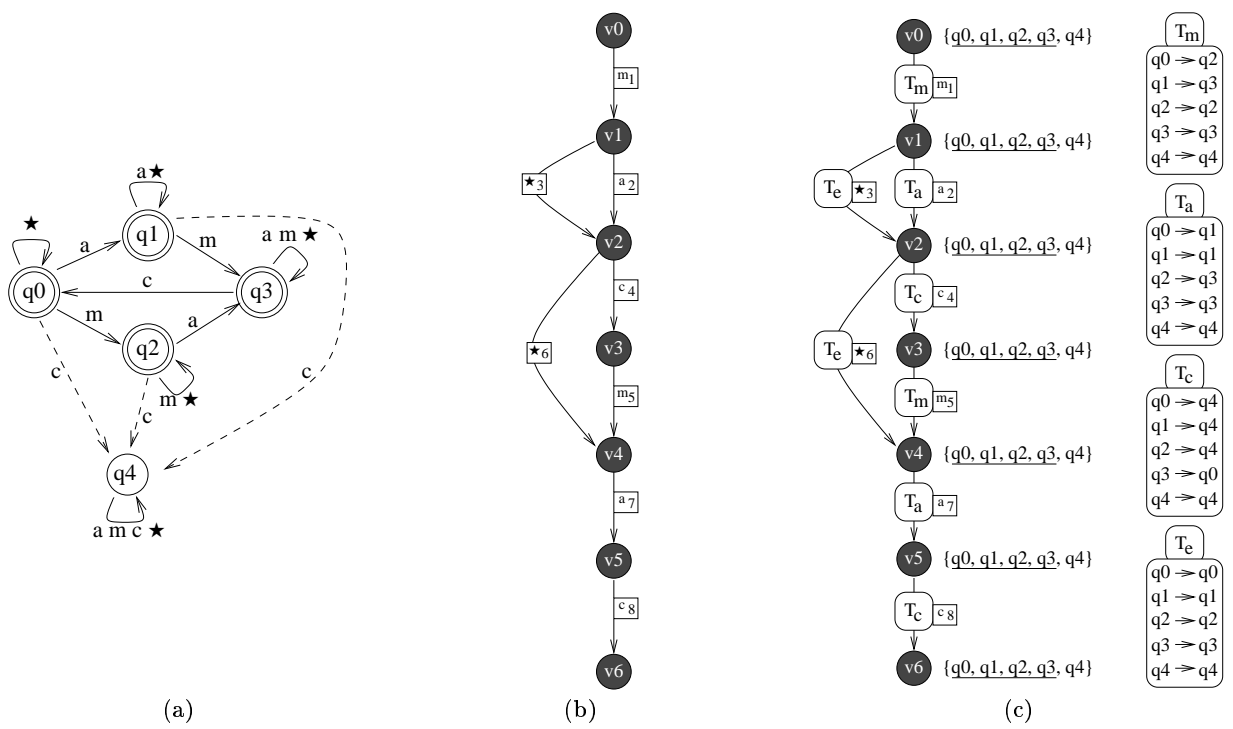 a★
★
q1
a
m
a m ★
q0
c
q3
m
a
q2
c
m ★
c
c
q4
a m c ★
(a)
v0
m1
v1
★3
a2
v2
c4
★6
v3
m5
v4
a7
v5
c8
v6
(b)
v0 {q0, q1, q2, q3, q4}
Tm m1
v1 {q0, q1, q2, q3, q4}
Te ★3 Ta a2
v2 {q0, q1, q2, q3, q4}
Tc c4
Te ★6 v3 {q0, q1, q2, q3, q4}
Tm m5
v4 {q0, q1, q2, q3, q4}
Ta a7
v5 {q0, q1, q2, q3, q4}
Tc c8
v6 {q0, q1, q2, q3, q4}
Tm
q0 → q2
q1 → q3
q2 → q2
q3 → q3
q4 → q4
Ta
q0 → q1
q1 → q1
q2 → q3
q3 → q3
q4 → q4
Tc
q0 → q4
q1 → q4
q2 → q4
q3 → q0
q4 → q4
Te
q0 → q0
q1 → q1
q2 → q2
q3 → q3
q4 → q4
(c)